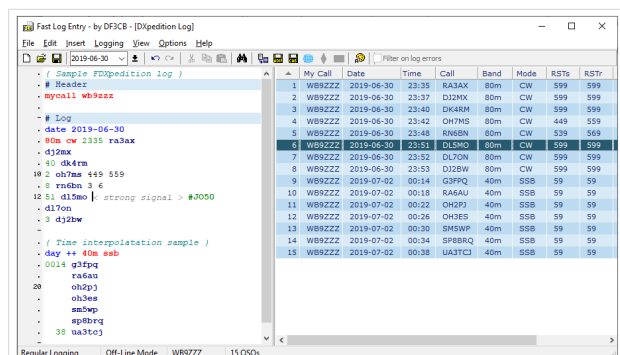 Fast Log Entry - by DF3CB - [DXpedition Log]
File Edit Insert Logging View Options Help
2019-06-30 Filter on log errors
{ Sample FDXpedition log }
# Header
mycall wb9zzz
# Log
date 2019-06-30
80m cw 2335 ra3ax
dj2mx
40 dk4rm
10 2 oh7ms 449 559
8 rn6bn 3 6
12 51 dl5mo < strong signal > #JO50
dl7on
3 dj2bw
{ Time interpolatation sample }
day ++ 40m ssb
0014 g3fpq
ra6au
20 oh2pj
oh3es
sm5wp
sp8brq
38 ua3tcj
My Call Date Time Call Band Mode RSTs RSTr
1 WB9ZZZ 2019-06-30 23:35 RA3AX 80m CW 599 599
2 WB9ZZZ 2019-06-30 23:37 DJ2MX 80m CW 599 599
3 WB9ZZZ 2019-06-30 23:40 DK4RM 80m CW 599 599
4 WB9ZZZ 2019-06-30 23:42 OH7MS 80m CW 449 559
5 WB9ZZZ 2019-06-30 23:48 RN6BN 80m CW 539 569
6 WB9ZZZ 2019-06-30 23:51 DL5MO 80m CW 599 599
7 WB9ZZZ 2019-06-30 23:52 DL7ON 80m CW 599 599
8 WB9ZZZ 2019-06-30 23:53 DJ2BW 80m CW 599 599
9 WB9ZZZ 2019-07-02 00:14 G3FPQ 40m SSB 59 59
10 WB9ZZZ 2019-07-02 00:18 RA6AU 40m SSB 59 59
11 WB9ZZZ 2019-07-02 00:22 OH2PJ 40m SSB 59 59
12 WB9ZZZ 2019-07-02 00:26 OH3ES 40m SSB 59 59
13 WB9ZZZ 2019-07-02 00:30 SM5WP 40m SSB 59 59
14 WB9ZZZ 2019-07-02 00:34 SP8BRQ 40m SSB 59 59
15 WB9ZZZ 2019-07-02 00:38 UA3TCJ 40m SSB 59 59
Regular Logging Off-Line Mode WB9ZZZ 15 QSOs